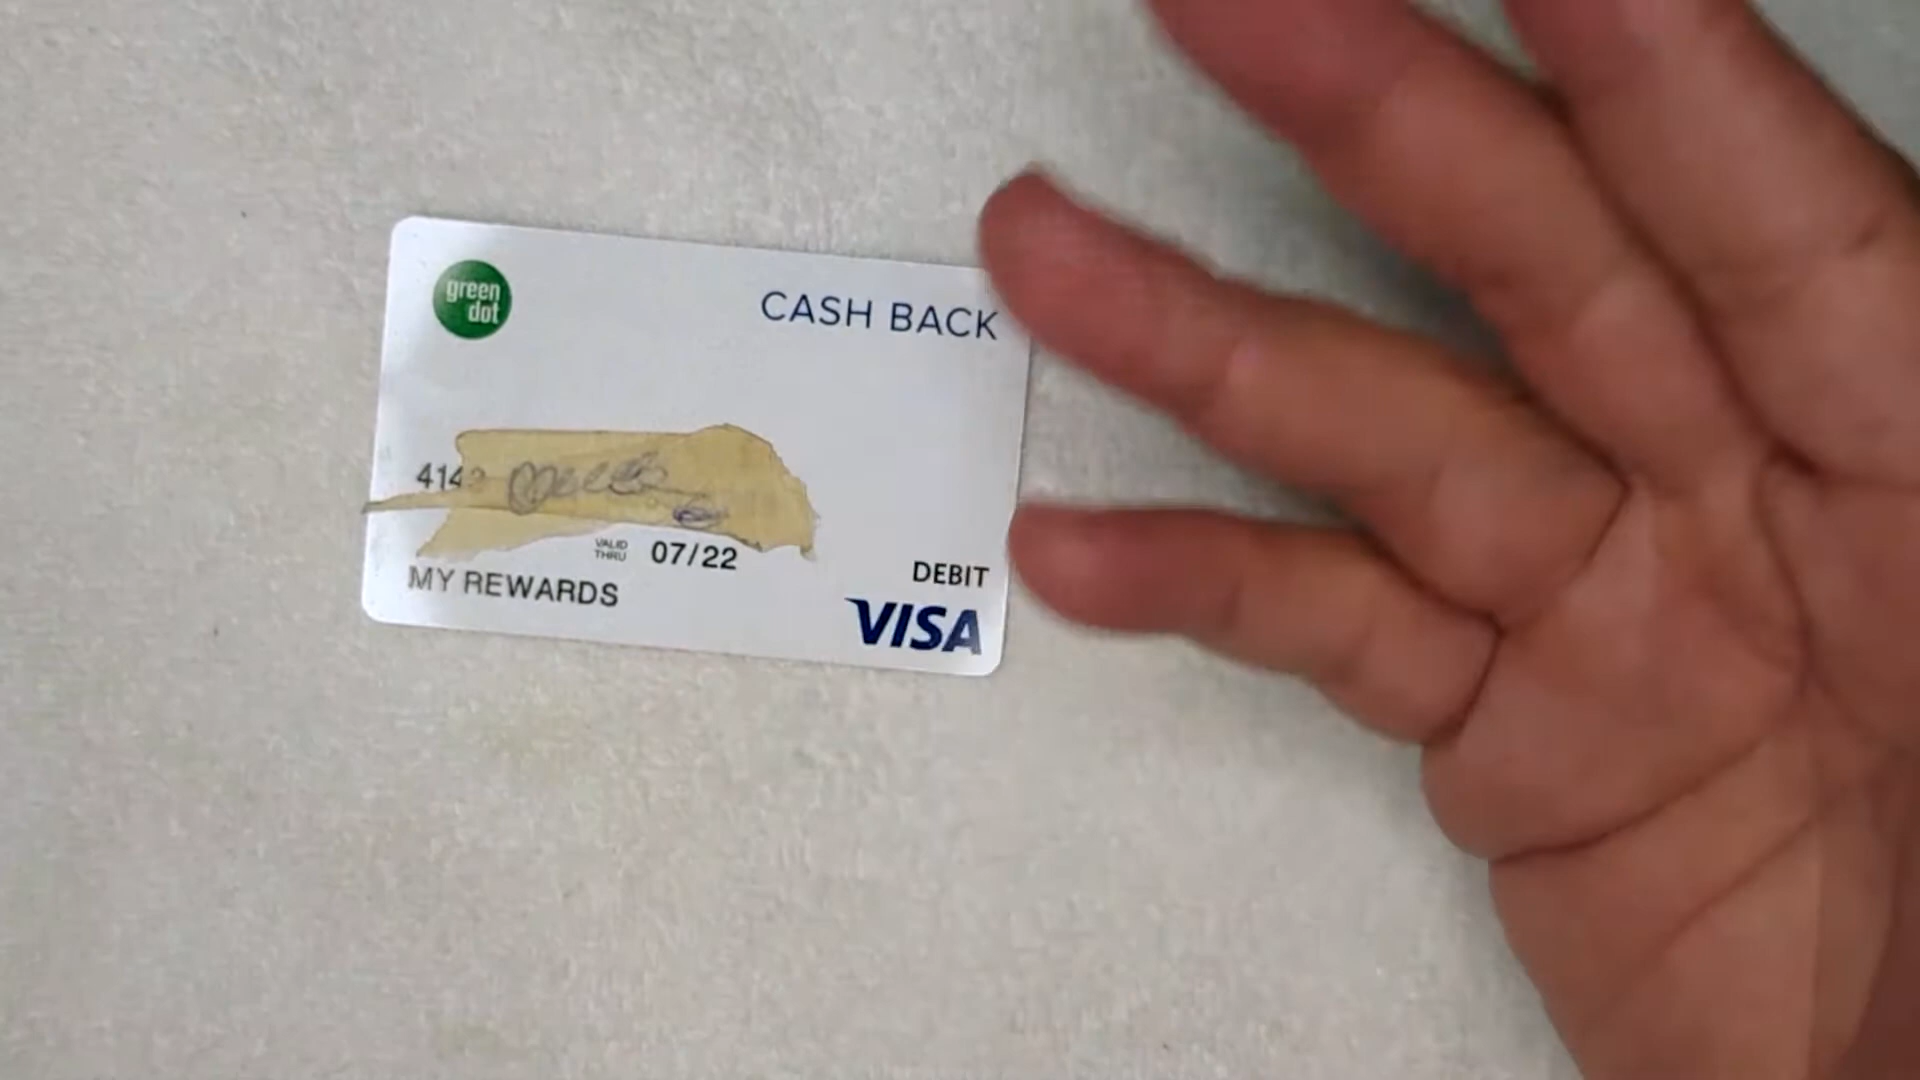 green
dot
CASH BACK
414
VALID
THRU
07/22
MY REWARDS
DEBIT
VISA